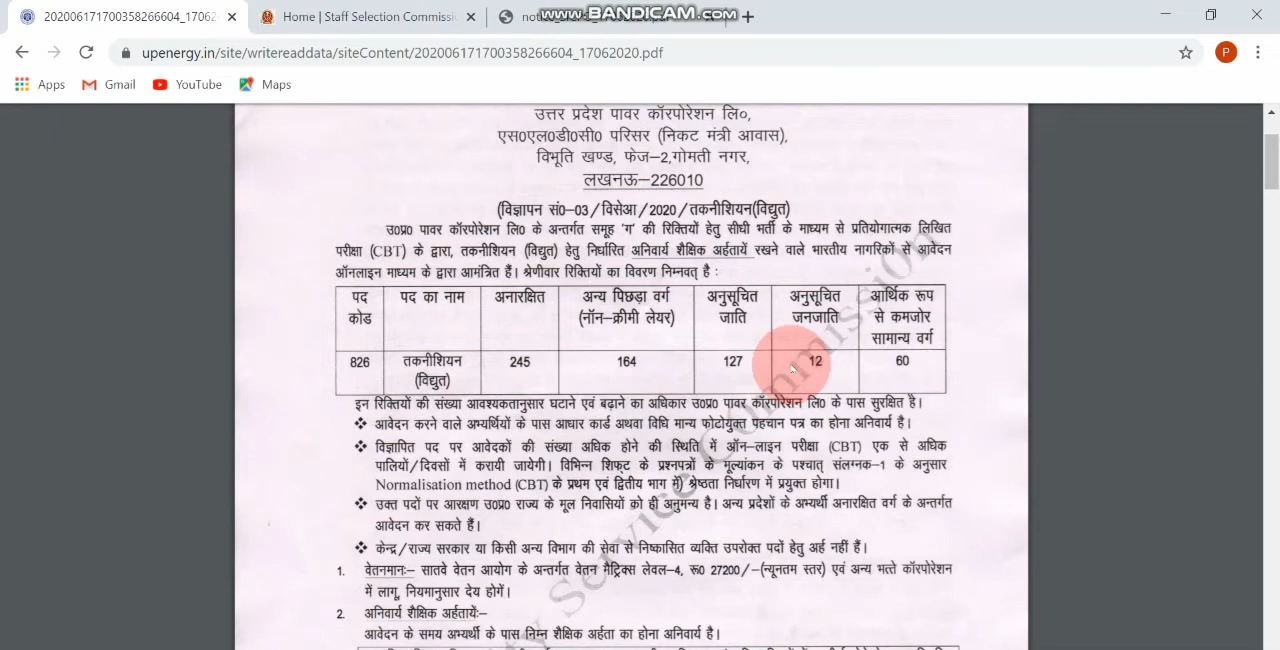 20200617170035826604_17062
Home | Staff Selection Commissi
www.BANDICAM.com
upenergy.in/site/writereaddata/siteContent/202006171700358266604_17062020.pdf
P
Apps Gmail YouTube Maps
उत्तर प्रदेश पावर कॉरपोरेशन लि०,
एस0एल0डी0सी0 परिसर (निकट मंत्री आवास),
विभूति खण्ड, फेज–2,गोमती नगर,
लखनऊ–226010
(विज्ञापन सं0–03/विसेआ/2020/तकनीशियन(विद्युत)
उ0प्र0 पावर कॉरपोरेशन लि0 के अन्तर्गत समूह 'ग' की रिक्तियों हेतु सीधी भर्ती के माध्यम से प्रतियोगात्मक लिखित
परीक्षा (CBT) के द्वारा, तकनीशियन (विद्युत) हेतु निर्धारित अनिवार्य शैक्षिक अर्हतायें रखने वाले भारतीय नागरिकों से आवेदन
ऑनलाइन माध्यम के द्वारा आमंत्रित हैं। श्रेणीवार रिक्तियों का विवरण निम्नवत् है :
पद कोड पद का नाम अनारक्षित अन्य पिछड़ा वर्ग (नॉन–क्रीमी लेयर) अनुसूचित जाति अनुसूचित जनजाति आर्थिक रूप से कमजोर सामान्य वर्ग
826 तकनीशियन (विद्युत) 245 164 127 12 60
इन रिक्तियों की संख्या आवश्यकतानुसार घटाने एवं बढ़ाने का अधिकार उ0प्र0 पावर कॉरपोरेशन लि0 के पास सुरक्षित है।
❖ आवेदन करने वाले अभ्यर्थियों के पास आधार कार्ड अथवा विधि मान्य फोटोयुक्त पहचान पत्र का होना अनिवार्य है।
❖ विज्ञापित पद पर आवेदकों की संख्या अधिक होने की स्थिति में ऑन–लाइन परीक्षा (CBT) एक से अधिक
पालियों/दिवसों में करायी जायेगी। विभिन्न शिफ्ट के प्रश्नपत्रों के मूल्यांकन के पश्चात् संलग्नक–1 के अनुसार
Normalisation method (CBT के प्रथम एवं द्वितीय भाग में) श्रेष्ठता निर्धारण में प्रयुक्त होगा।
❖ उक्त पदों पर आरक्षण उ0प्र0 राज्य के मूल निवासियों को ही अनुमन्य है। अन्य प्रदेशों के अभ्यर्थी अनारक्षित वर्ग के अन्तर्गत
आवेदन कर सकते हैं।
❖ केन्द्र/राज्य सरकार या किसी अन्य विभाग की सेवा से निष्कासित व्यक्ति उपरोक्त पदों हेतु अर्ह नहीं हैं।
1. वेतनमानः– सातवे वेतन आयोग के अन्तर्गत वेतन मैट्रिक्स लेवल–4, रू0 27200/–(न्यूनतम स्तर) एवं अन्य भत्ते कॉरपोरेशन
में लागू, नियमानुसार देय होगें।
2. अनिवार्य शैक्षिक अर्हतायेंः–
आवेदन के समय अभ्यर्थी के पास निम्न शैक्षिक अर्हता का होना अनिवार्य है।
Service Commission